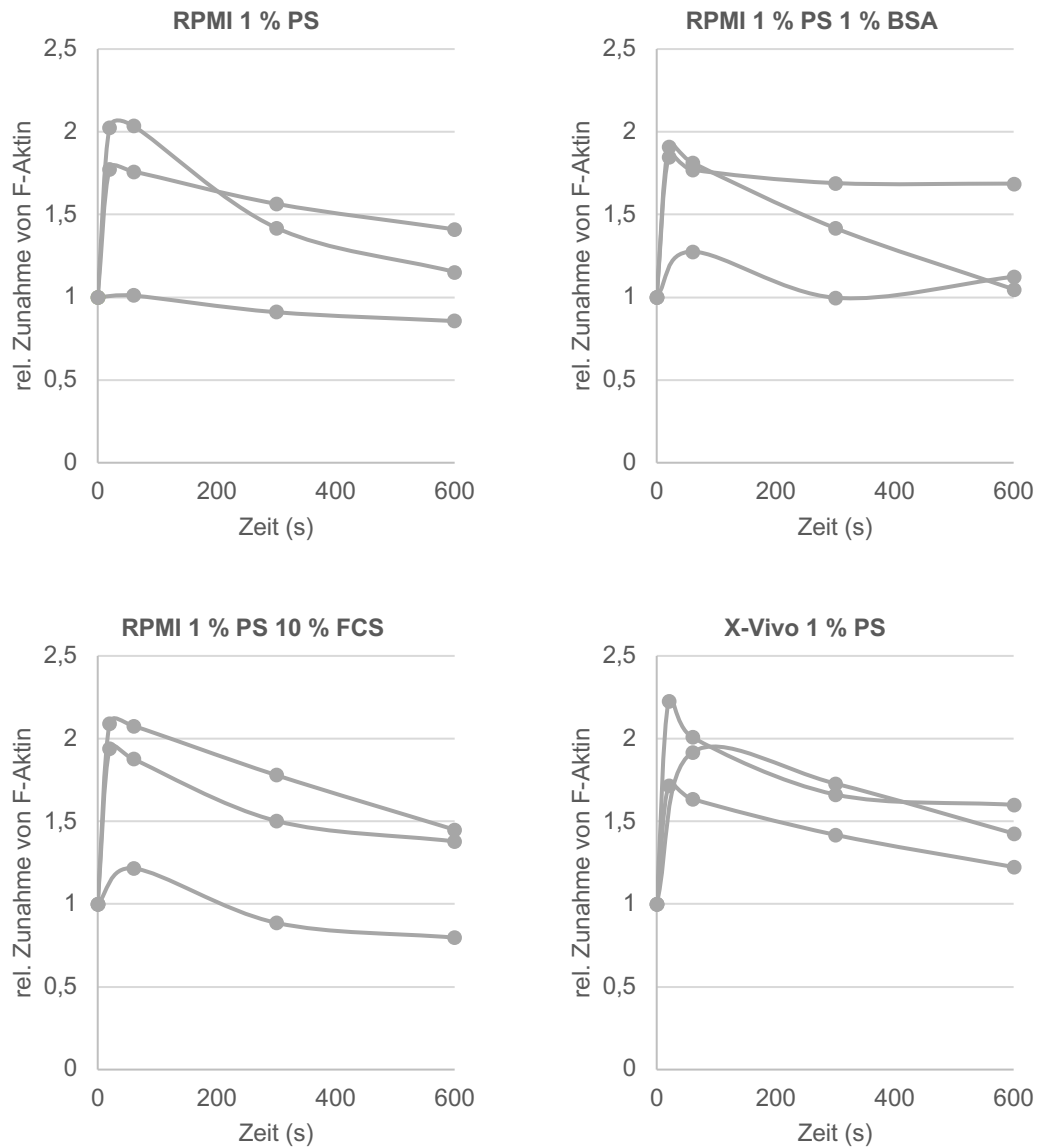 RPMI 1 % PS
2,5
2
1,5
1
0,5
0
rel. Zunahme von F-Aktin
0 200 400 600
Zeit (s)
RPMI 1 % PS 1 % BSA
2,5
2
1,5
1
0,5
0
rel. Zunahme von F-Aktin
0 200 400 600
Zeit (s)
RPMI 1 % PS 10 % FCS
2,5
2
1,5
1
0,5
0
rel. Zunahme von F-Aktin
0 200 400 600
Zeit (s)
X-Vivo 1 % PS
2,5
2
1,5
1
0,5
0
rel. Zunahme von F-Aktin
0 200 400 600
Zeit (s)